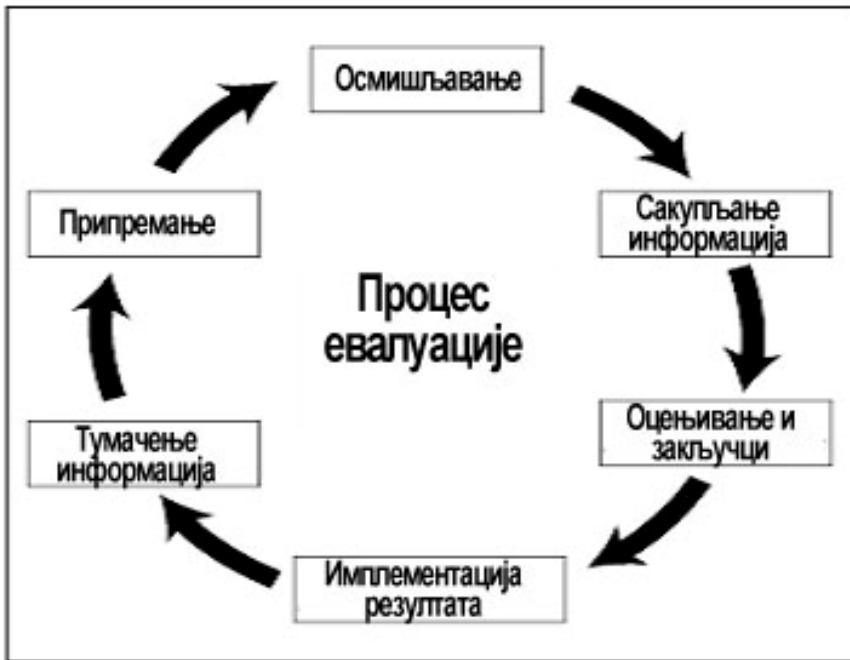 Осмишљавање
Припремање
Сакупљање
информација
Процес
евалуације
Тумачење
информација
Оцењивање и
закључци
Имплементација
резултата